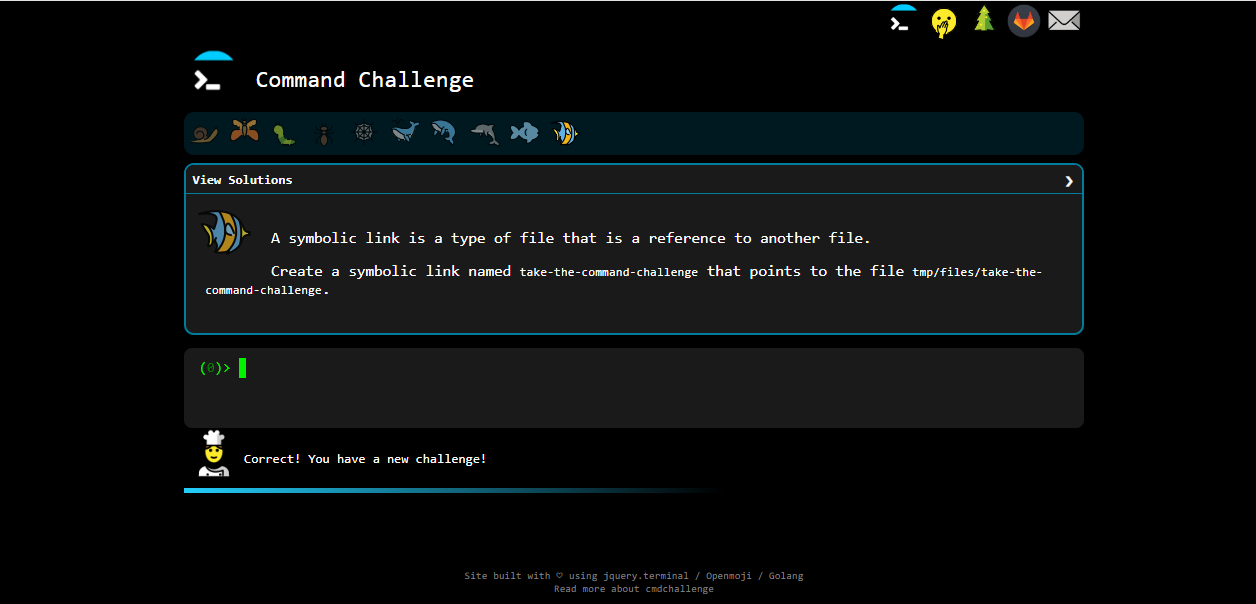 Command Challenge
View Solutions
A symbolic link is a type of file that is a reference to another file.
Create a symbolic link named take-the-command-challenge that points to the file tmp/files/take-the-
command-challenge.
(0)>
Correct! You have a new challenge!
Site built with ♡ using jquery.terminal / Openmoji / Golang
Read more about cmdchallenge